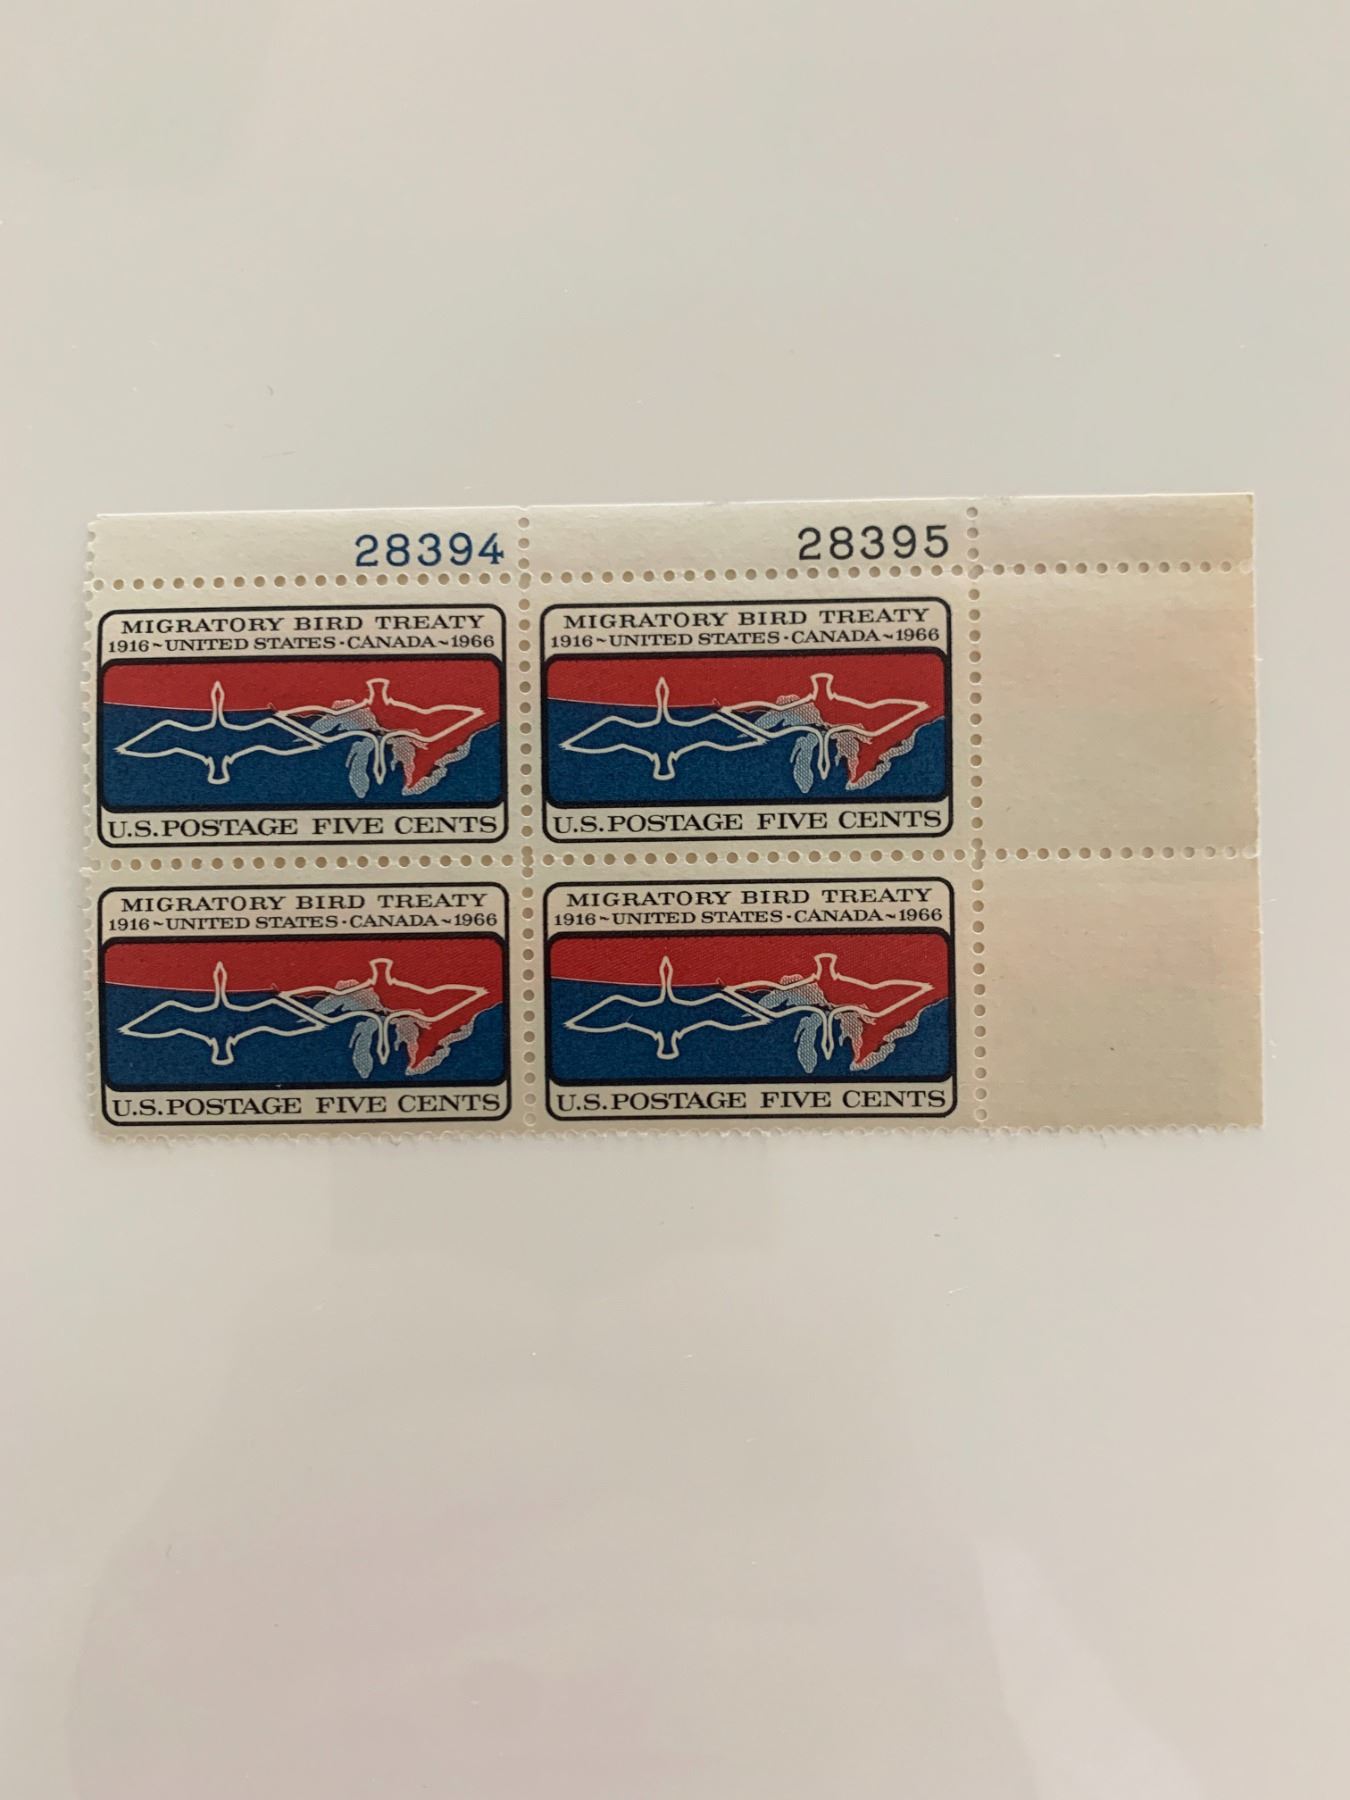 28394
28395
MIGRATORY BIRD TREATY
1916~UNITED STATES·CANADA~1966
U.S. POSTAGE FIVE CENTS
MIGRATORY BIRD TREATY
1916~UNITED STATES·CANADA~1966
U.S. POSTAGE FIVE CENTS
MIGRATORY BIRD TREATY
1916~UNITED STATES·CANADA~1966
U.S. POSTAGE FIVE CENTS
MIGRATORY BIRD TREATY
1916~UNITED STATES·CANADA~1966
U.S. POSTAGE FIVE CENTS